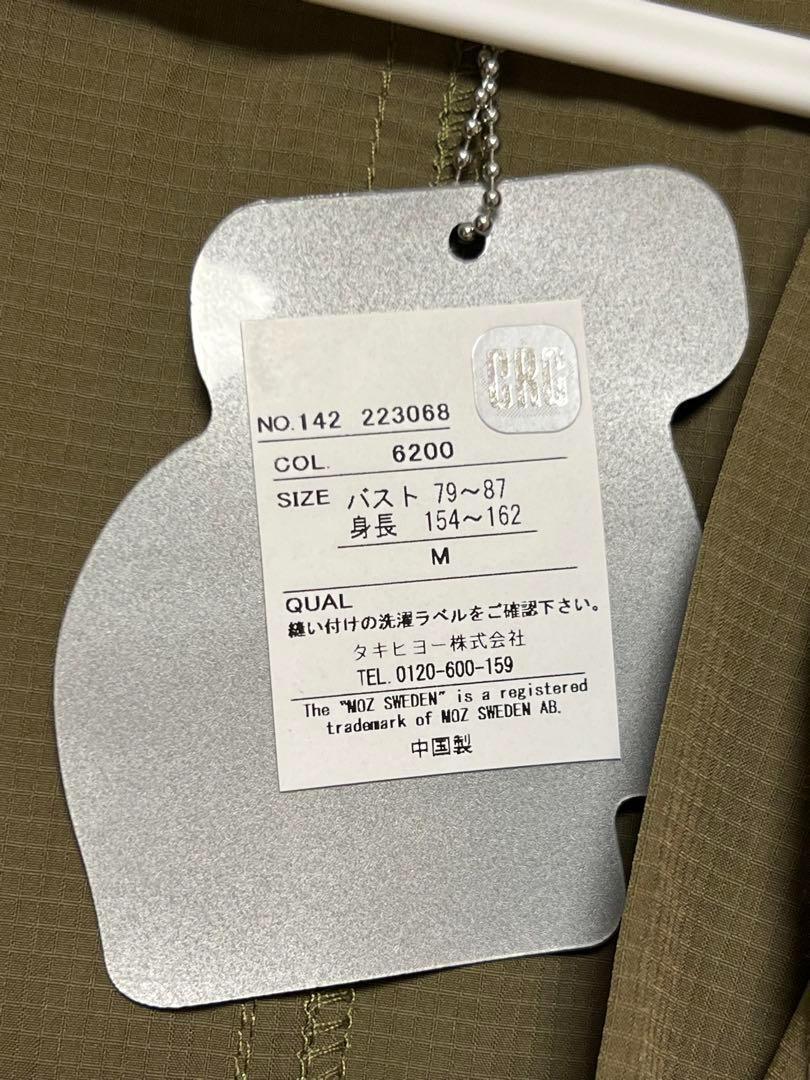 CRC
NO.142 223068
COL. 6200
SIZE バスト 79～87
身長 154～162
M
QUAL
縫い付けの洗濯ラベルをご確認下さい。
タキヒヨー株式会社
TEL.0120-600-159
The "MOZ SWEDEN" is a registered
trademark of MOZ SWEDEN AB.
中国製